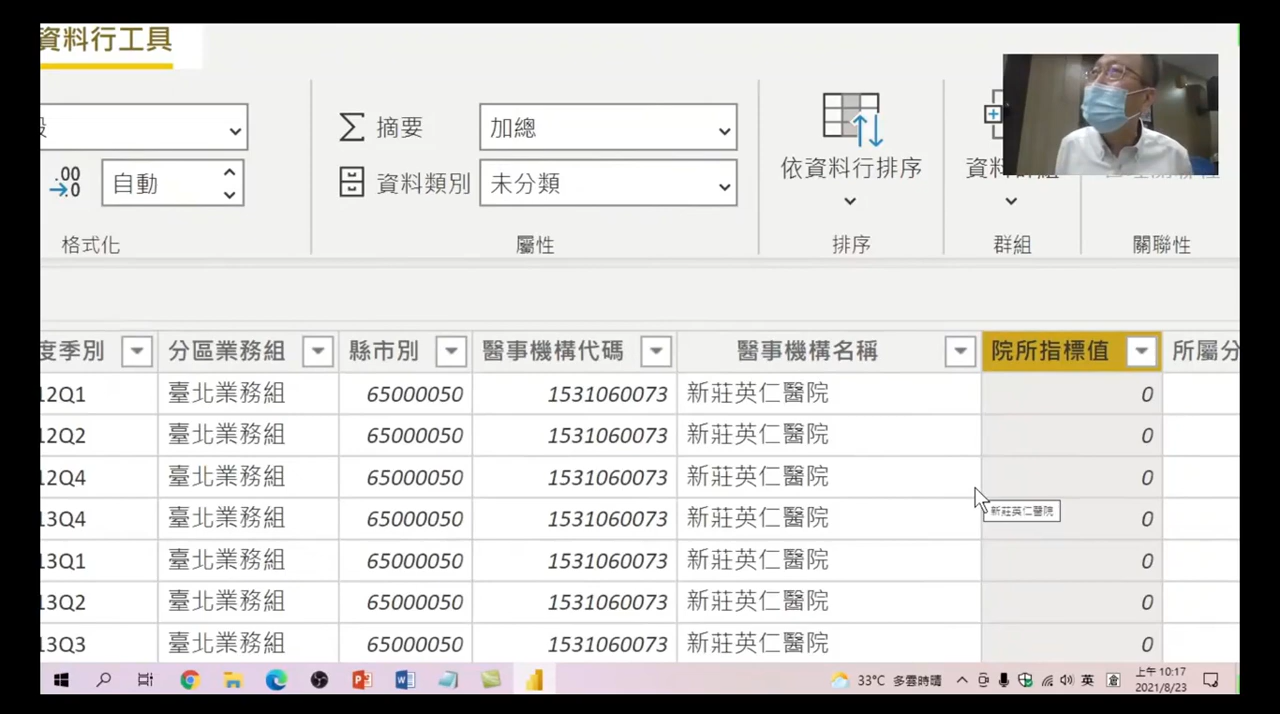 資料行工具
摘要 加總
.00
→.0
自動
資料類別 未分類
依資料行排序
格式化
屬性
排序
群組
關聯性
度季別 分區業務組 縣市別 醫事機構代碼 醫事機構名稱 院所指標值 所屬分
12Q1 臺北業務組 65000050 1531060073 新莊英仁醫院 0
12Q2 臺北業務組 65000050 1531060073 新莊英仁醫院 0
12Q4 臺北業務組 65000050 1531060073 新莊英仁醫院 0
新莊英仁醫院
13Q4 臺北業務組 65000050 1531060073 新莊英仁醫院 0
13Q1 臺北業務組 65000050 1531060073 新莊英仁醫院 0
13Q2 臺北業務組 65000050 1531060073 新莊英仁醫院 0
13Q3 臺北業務組 65000050 1531060073 新莊英仁醫院 0
33°C 多雲時晴 英 倉 上午 10:17
2021/8/23